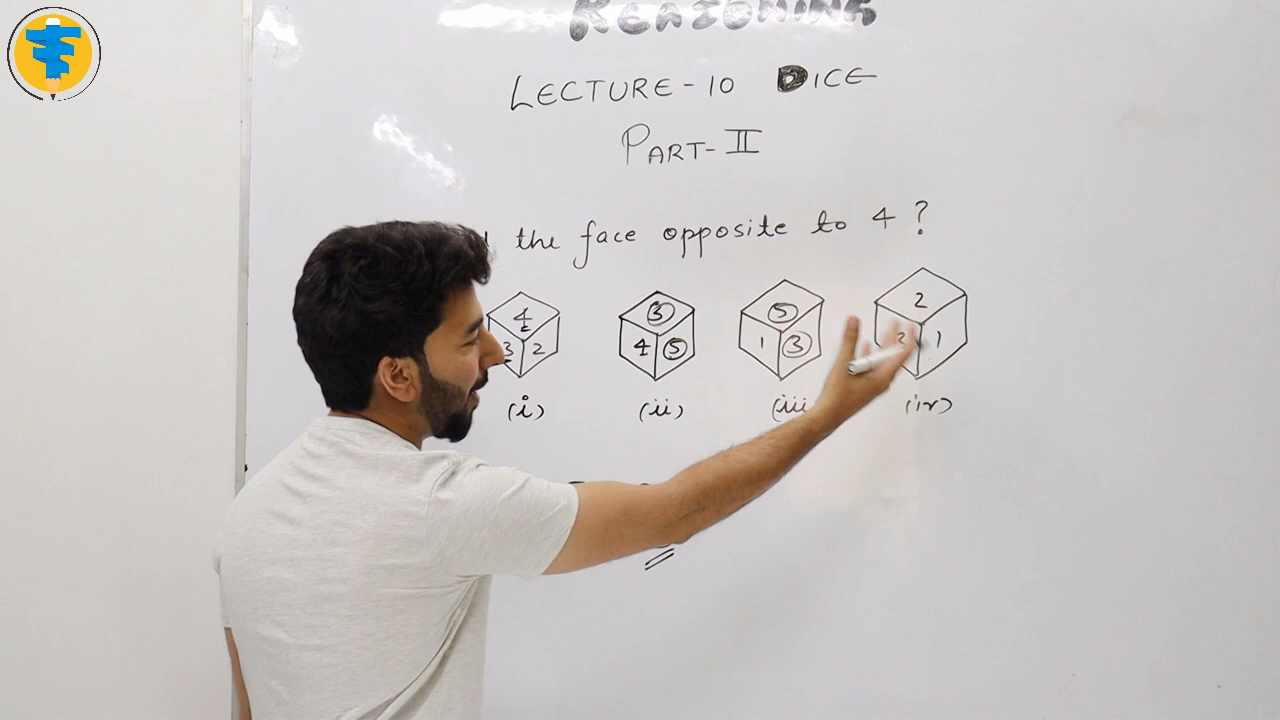 REASONING
LECTURE-10 DICE
PART-II
the face opposite to 4 ?
4 3 2
3 4 5
5 1 3
2 1
(i) (ii) (iii (iv)